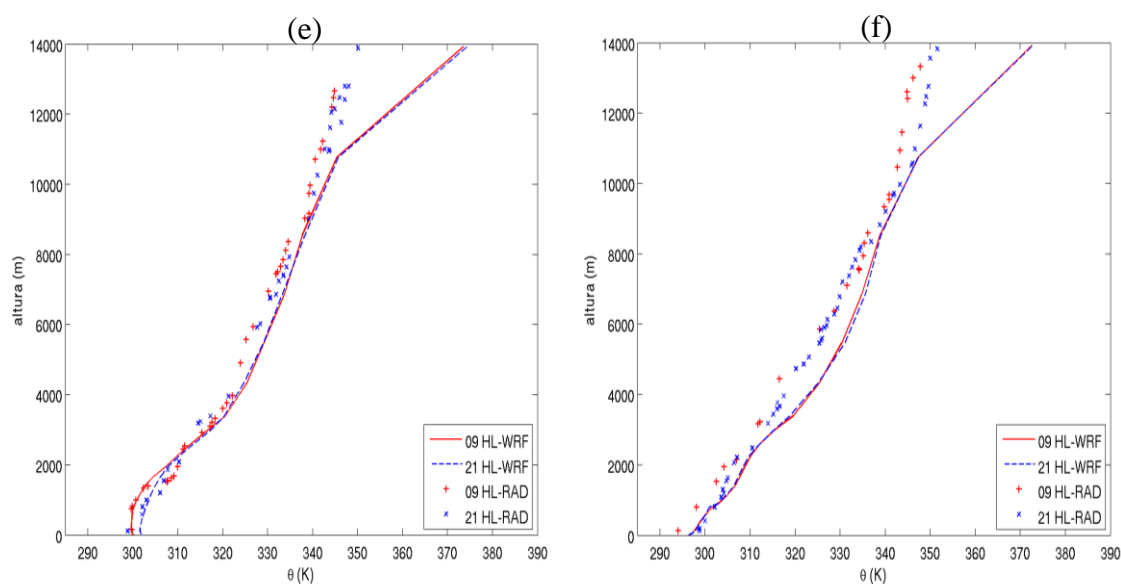 (e)
14000
12000
10000
8000
6000
4000
2000
0
altura (m)
290 300 310 320 330 340 350 360 370 380 390
θ (K)
09 HL-WRF
21 HL-WRF
09 HL-RAD
21 HL-RAD
(f)
14000
12000
10000
8000
6000
4000
2000
0
altura (m)
290 300 310 320 330 340 350 360 370 380 390
θ (K)
09 HL-WRF
21 HL-WRF
09 HL-RAD
21 HL-RAD